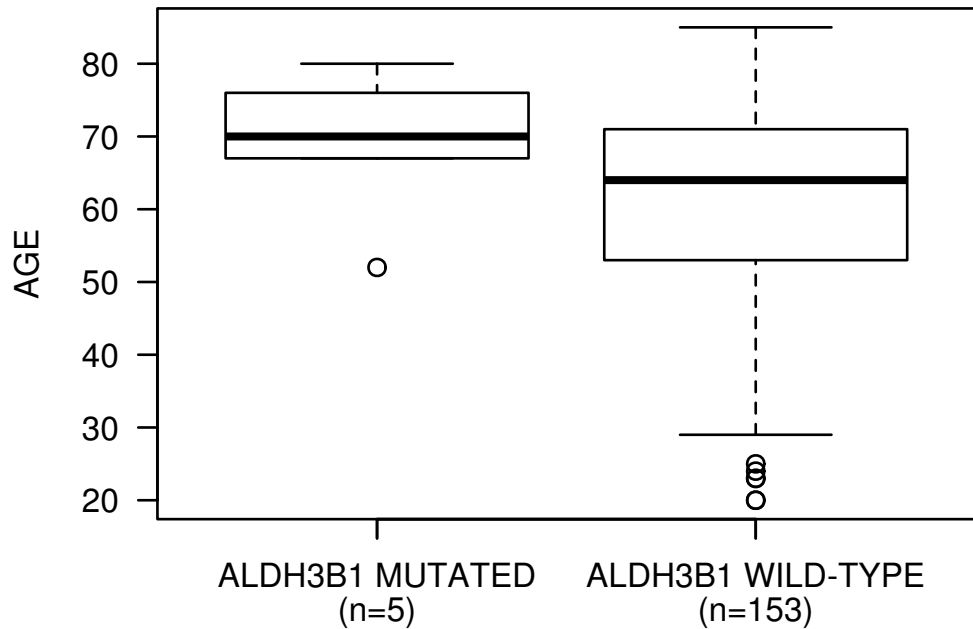 AGE
80
70
60
50
40
30
20
ALDH3B1 MUTATED
(n=5)
ALDH3B1 WILD-TYPE
(n=153)